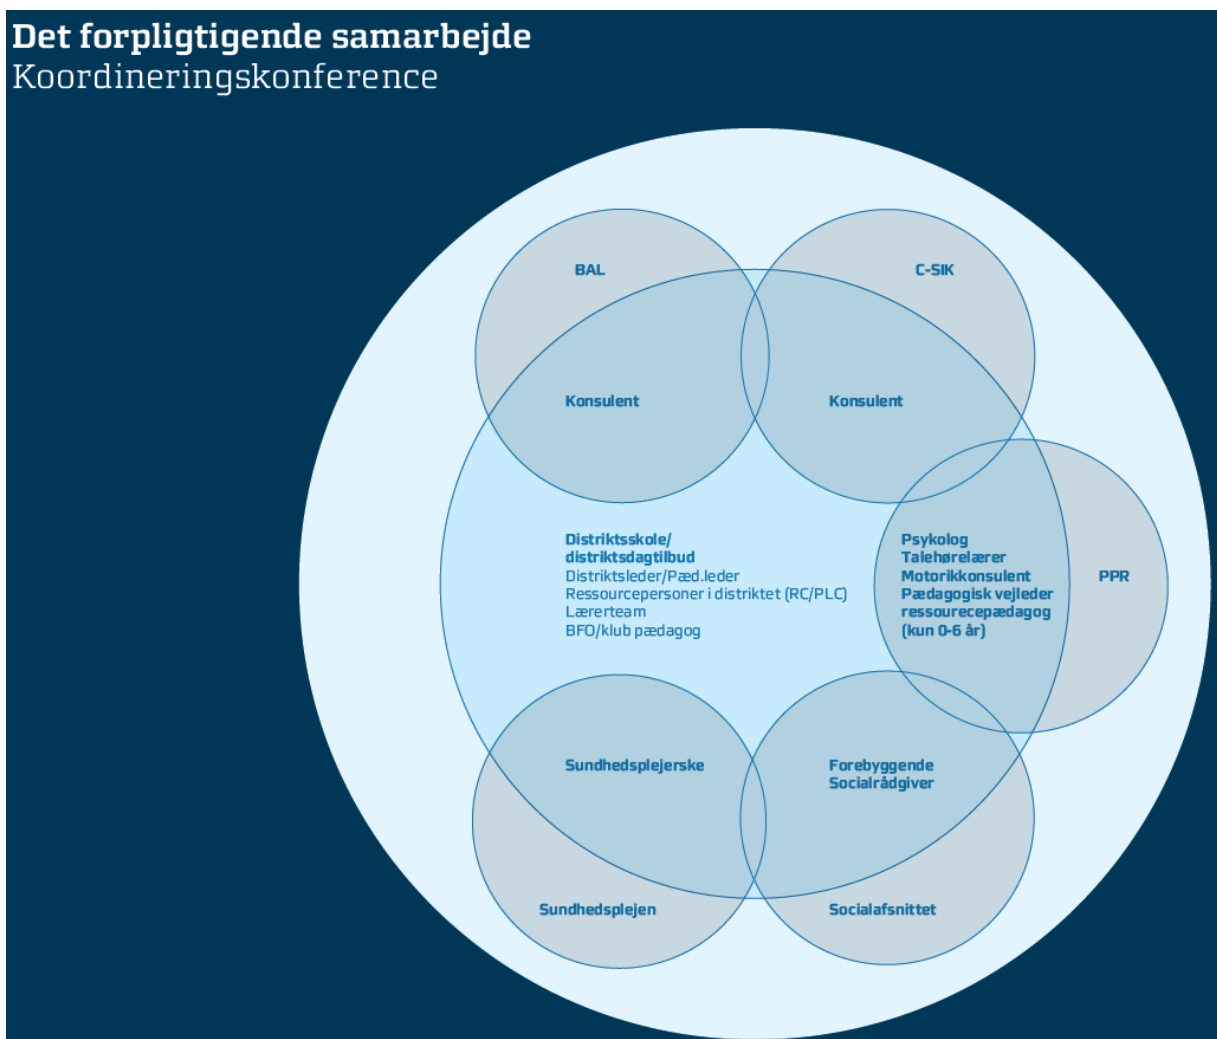 Det forpligtigende samarbejde
Koordineringskonference
BAL
C-SIK
Konsulent
Konsulent
Distriktsskole/
distriktsdagtilbud
Distriktsleder/Pæd.leder
Ressourcepersoner i distriktet (RC/PLC)
Lærerteam
BFO/klub pædagog
Psykolog
Talehørelærer
Motorikkonsulent
Pædagogisk vejleder
ressourecepædagog
(kun 0-6 år)
PPR
Sundhedsplejerske
Forebyggende
Socialrådgiver
Sundhedsplejen
Socialafsnittet